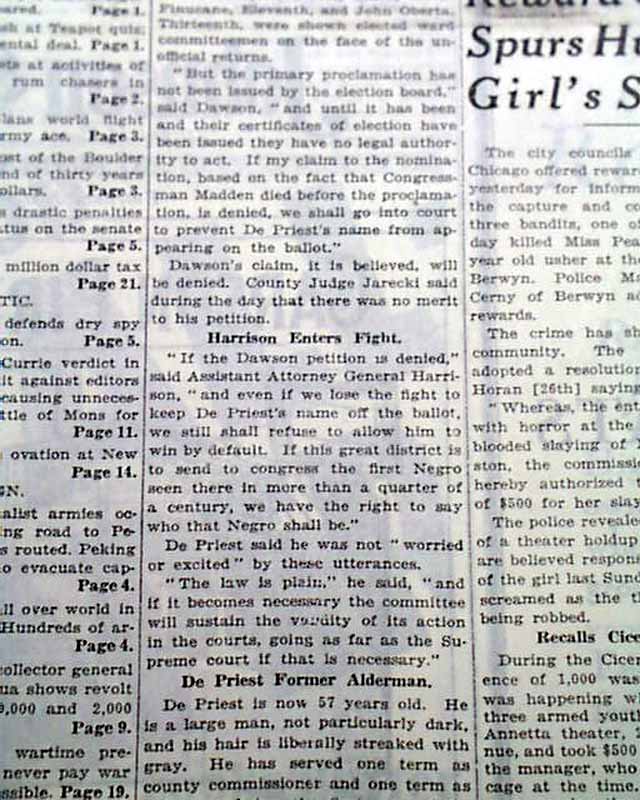 ared. Page 1.
sh at Teapot quiz;
ental deal. Page 1.
ets at activities of
rum chasers in
Page 2.
lans world flight
rmy ace. Page 3.
ost of the Boulder
nd of thirty years
ollars. Page 3.
s drastic penalties
tus on the senate
Page 5.
million dollar tax
Page 21.
TIC.
defends dry spy
on. Page 5.
Currie verdict in
it against editors
causing unneces-
ttle of Mons for
Page 11.
ovation at New
Page 14.
GN.
alist armies oc-
ng road to Pe-
s routed. Peking
o evacuate cap-
Page 4.
ll over world in
Hundreds of ar-
Page 4.
collector general
ua shows revolt
9,000 and 2,000
Page 9.
wartime pre-
never pay war
ssible. Page 19.
Finucane, Eleventh, and John Oberta,
Thirteenth, were shown elected ward
committeemen on the face of the un-
official returns.
"But the primary proclamation has
not been issued by the election board,"
said Dawson, "and until it has been
and their certificates of election have
been issued they have no legal author-
ity to act. If my claim to the nomina-
tion, based on the fact that Congress-
man Madden died before the proclama-
tion, is denied, we shall go into court
to prevent De Priest's name from ap-
pearing on the ballot."
Dawson's claim, it is believed, will
be denied. County Judge Jarecki said
during the day that there was no merit
to his petition.
Harrison Enters Fight.
"If the Dawson petition is denied,"
said Assistant Attorney General Harri-
son, "and even if we lose the fight to
keep De Priest's name off the ballot,
we still shall refuse to allow him to
win by default. If this great district is
to send to congress the first Negro
seen there in more than a quarter of
a century, we have the right to say
who that Negro shall be."
De Priest said he was not "worried
or excited" by these utterances.
"The law is plain," he said, "and
if it becomes necessary the committee
will sustain the validity of its action
in the courts, going as far as the Su-
preme court if that is necessary."
De Priest Former Alderman.
De Priest is now 57 years old. He
is a large man, not particularly dark,
and his hair is liberally streaked with
gray. He has served one term as
county commissioner and one term as
Reward
Spurs Hu
Girl's S
The city councils
Chicago offered rewar
yesterday for inform
the capture and co
three bandits, one of
day killed Miss Pea
year old usher at the
Berwyn. Police Ma
Cerny of Berwyn a
rewards.
The crime has sh
community. The
adopted a resolution
Horan [26th] saying
"Whereas, the ent
with horror at the
blooded slaying of
ston, the commissio
hereby authorized t
of $500 for her slay
The police reveale
of a theater holdup
are believed respons
of the girl last Sund
screamed as the th
being robbed.
Recalls Cice
During the Cicer
ence of 1,000 was
was happening w
three armed yout
Annetta theater, 2
nue, and took $500
the manager, who
cage at the time.